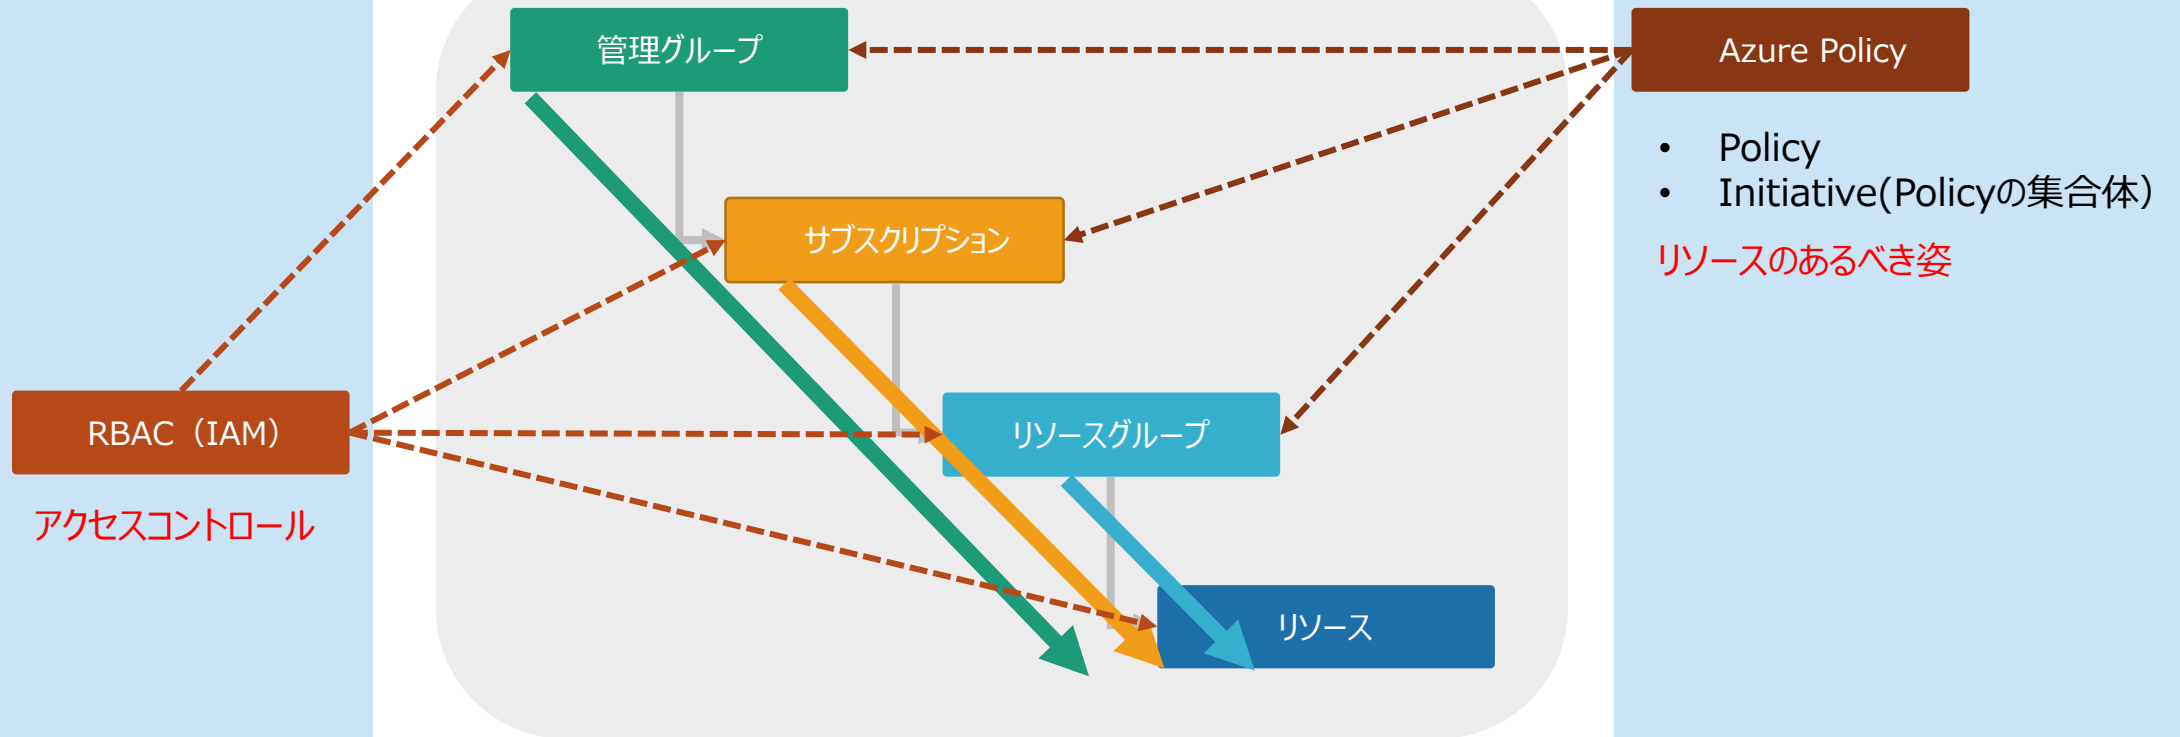 管理グループ
サブスクリプション
リソースグループ
リソース
RBAC（IAM）
アクセスコントロール
Azure Policy
• Policy
• Initiative(Policyの集合体）
リソースのあるべき姿